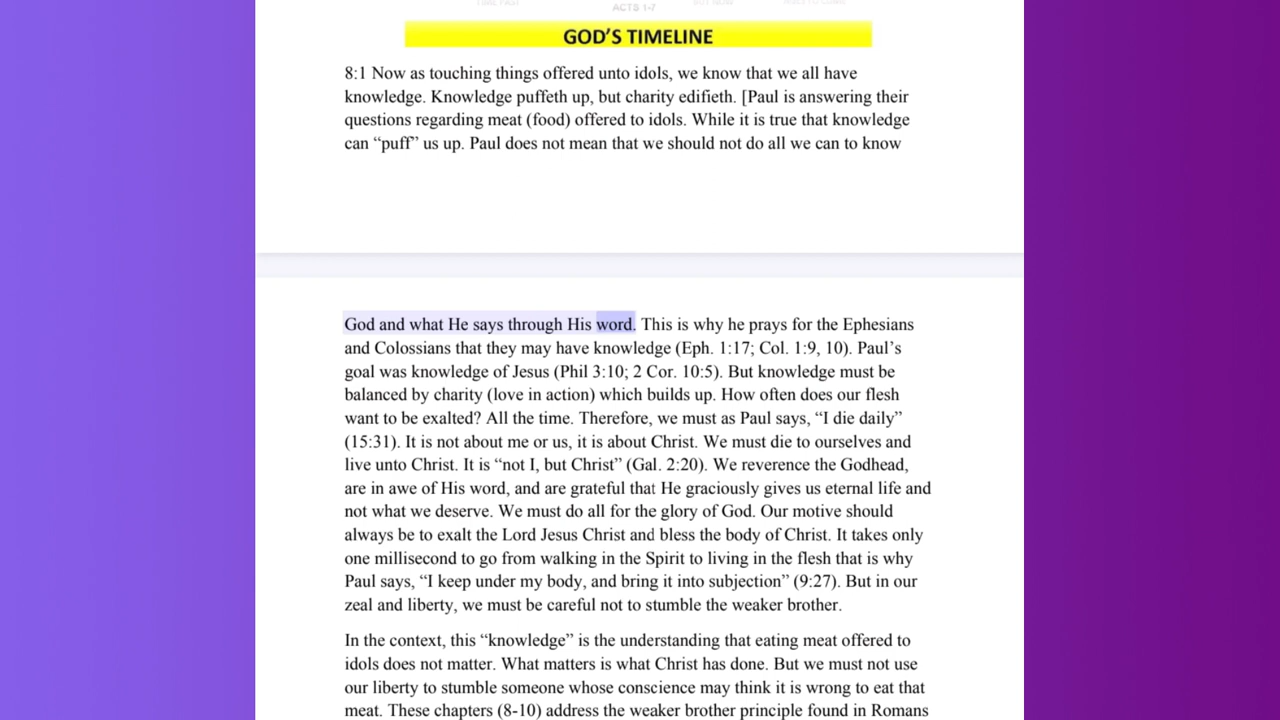 ACTS 1-7
GOD'S TIMELINE
8:1 Now as touching things offered unto idols, we know that we all have
knowledge. Knowledge puffeth up, but charity edifieth. [Paul is answering their
questions regarding meat (food) offered to idols. While it is true that knowledge
can “puff” us up. Paul does not mean that we should not do all we can to know
God and what He says through His word. This is why he prays for the Ephesians
and Colossians that they may have knowledge (Eph. 1:17; Col. 1:9, 10). Paul’s
goal was knowledge of Jesus (Phil 3:10; 2 Cor. 10:5). But knowledge must be
balanced by charity (love in action) which builds up. How often does our flesh
want to be exalted? All the time. Therefore, we must as Paul says, “I die daily”
(15:31). It is not about me or us, it is about Christ. We must die to ourselves and
live unto Christ. It is “not I, but Christ” (Gal. 2:20). We reverence the Godhead,
are in awe of His word, and are grateful that He graciously gives us eternal life and
not what we deserve. We must do all for the glory of God. Our motive should
always be to exalt the Lord Jesus Christ and bless the body of Christ. It takes only
one millisecond to go from walking in the Spirit to living in the flesh that is why
Paul says, “I keep under my body, and bring it into subjection” (9:27). But in our
zeal and liberty, we must be careful not to stumble the weaker brother.
In the context, this “knowledge” is the understanding that eating meat offered to
idols does not matter. What matters is what Christ has done. But we must not use
our liberty to stumble someone whose conscience may think it is wrong to eat that
meat. These chapters (8-10) address the weaker brother principle found in Romans